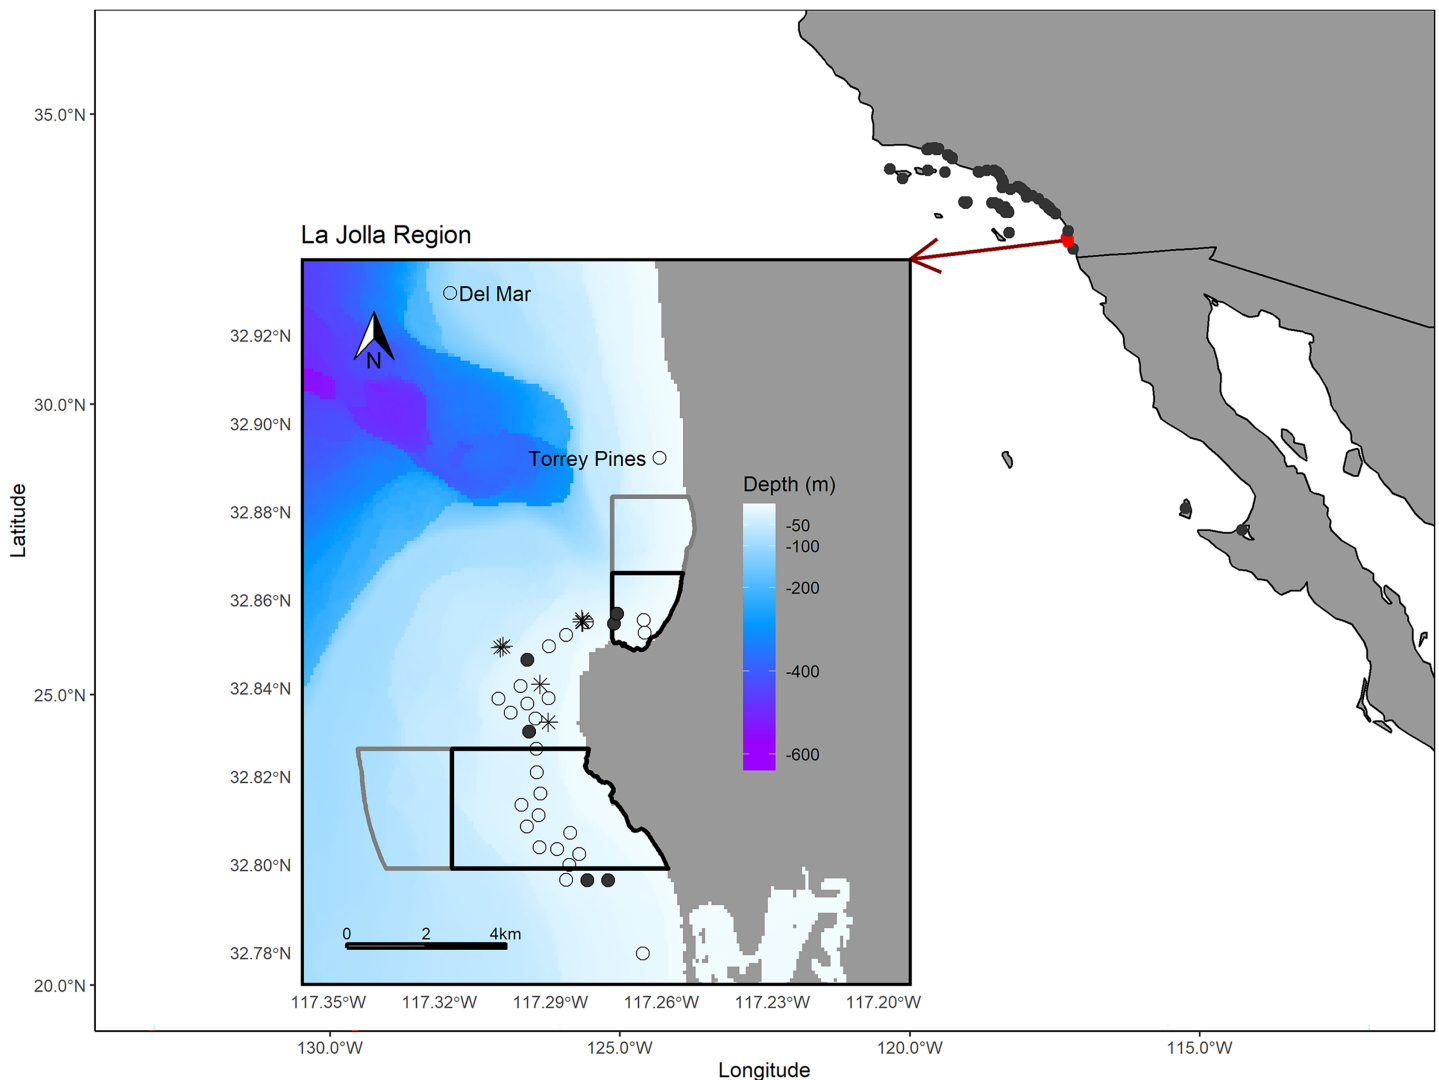 35.0°N
La Jolla Region
Del Mar
32.92°N
N
30.0°N
32.90°N
Torrey Pines
Depth (m)
32.88°N
-50
-100
Latitude
32.86°N
-200
25.0°N
32.84°N
-400
32.82°N
-600
32.80°N
0 2 4km
32.78°N
20.0°N
117.35°W 117.32°W 117.29°W 117.26°W 117.23°W 117.20°W
130.0°W 125.0°W 120.0°W 115.0°W
Longitude